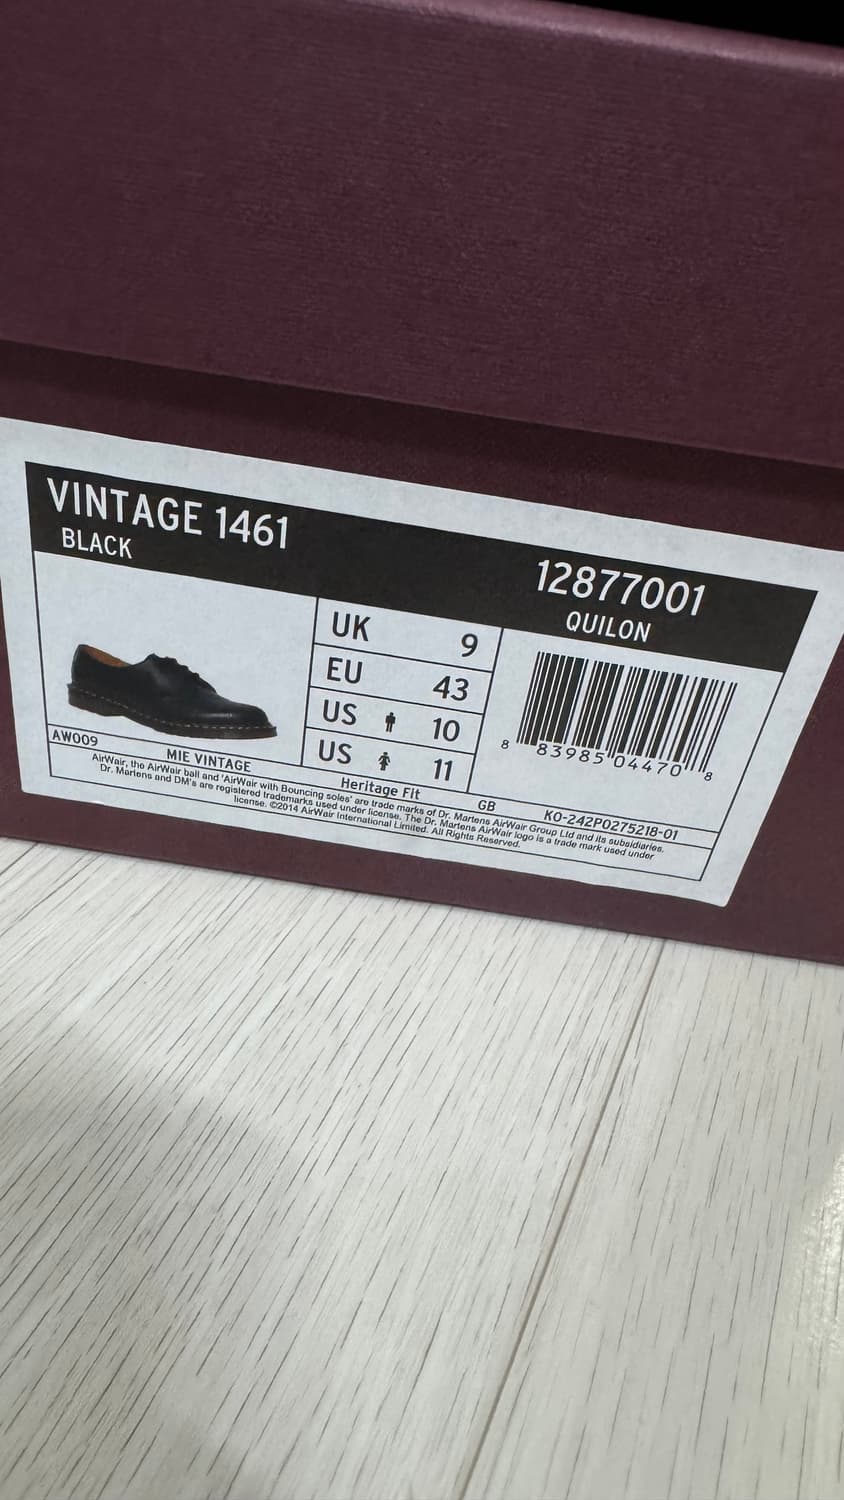 VINTAGE 1461
BLACK
12877001
QUILON
UK 9
EU 43
US 10
US 11
8 83985 04470 8
AW009
MIE VINTAGE
Heritage Fit
GB
KO-242P0275218-01
AirWair, the AirWair ball and 'AirWair with Bouncing soles' are trade marks of Dr. Martens AirWair Group Ltd and its subsidiaries.
Dr. Martens and DM's are registered trademarks used under license. The Dr. Martens AirWair logo is a trade mark used under
license. ©2014 AirWair International Limited. All Rights Reserved.